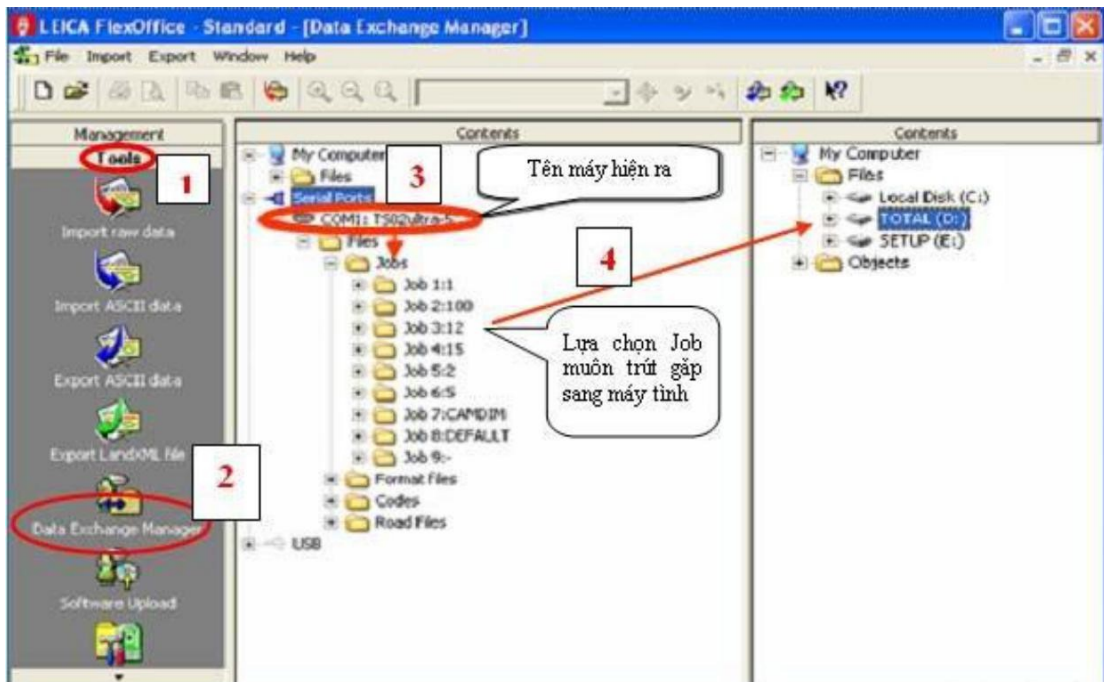 LEICA FlexOffice - Standard - [Data Exchange Manager]
File Import Export Window Help
Management
Tools
1
Import raw data
Import ASCII data
Export ASCII data
Export LandXML file
2
Data Exchange Manager
Software Upload
Contents
My Computer
Files
3
Tên máy hiện ra
Serial Ports
COM1: TS02ultra-5
Files
Jobs
Job 1:1
Job 2:100
Job 3:12
Job 4:15
Job 5:2
Job 6:5
Job 7:CAMDIM
Job 8:DEFAULT
Job 9:-
Format files
Codes
Road Files
USB
4
Lựa chọn Job
muôn trút gắp
sang máy tình
Contents
My Computer
Files
Local Disk (C:)
TOTAL (D:)
SETUP (E:)
Objects